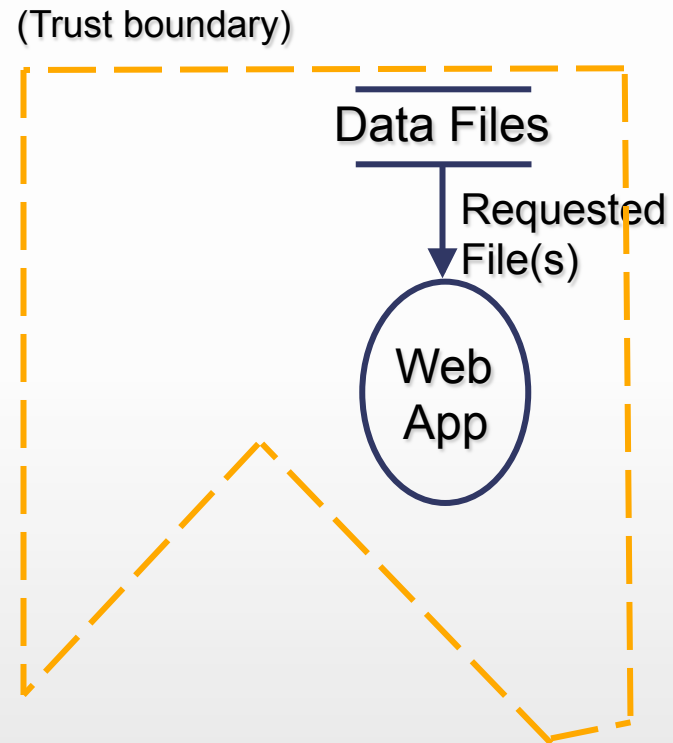 (Trust boundary)
Data Files
Requested
File(s)
Web
App